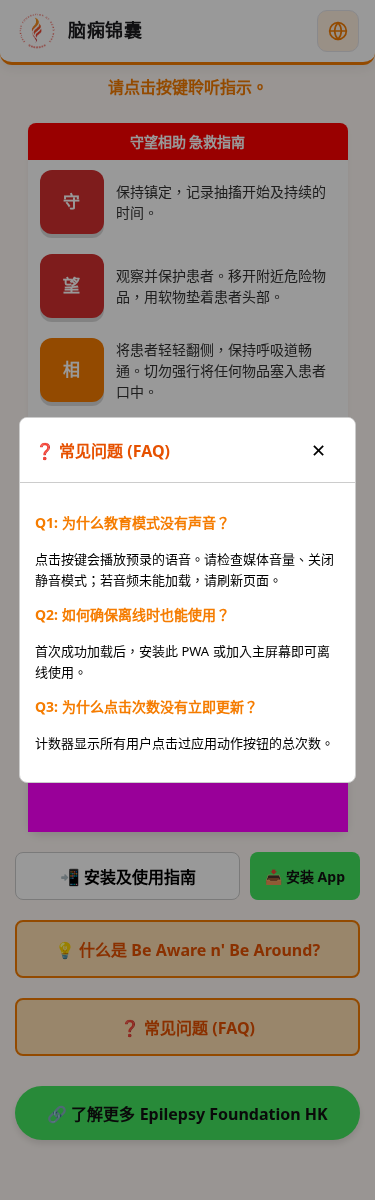 脑痫锦囊
请点击按键聆听指示。
守望相助 急救指南
守
保持镇定，记录抽搐开始及持续的
时间。
望
观察并保护患者。移开附近危险物
品，用软物垫着患者头部。
相
将患者轻轻翻侧，保持呼吸道畅
通。切勿强行将任何物品塞入患者
口中。
❓ 常见问题 (FAQ)
✕
Q1: 为什么教育模式没有声音？
点击按键会播放预录的语音。请检查媒体音量、关闭
静音模式；若音频未能加载，请刷新页面。
Q2: 如何确保离线时也能使用？
首次成功加载后，安装此 PWA 或加入主屏幕即可离
线使用。
Q3: 为什么点击次数没有立即更新？
计数器显示所有用户点击过应用动作按钮的总次数。
📲 安装及使用指南
📥 安装 App
💡 什么是 Be Aware n' Be Around?
❓ 常见问题 (FAQ)
🔗 了解更多 Epilepsy Foundation HK